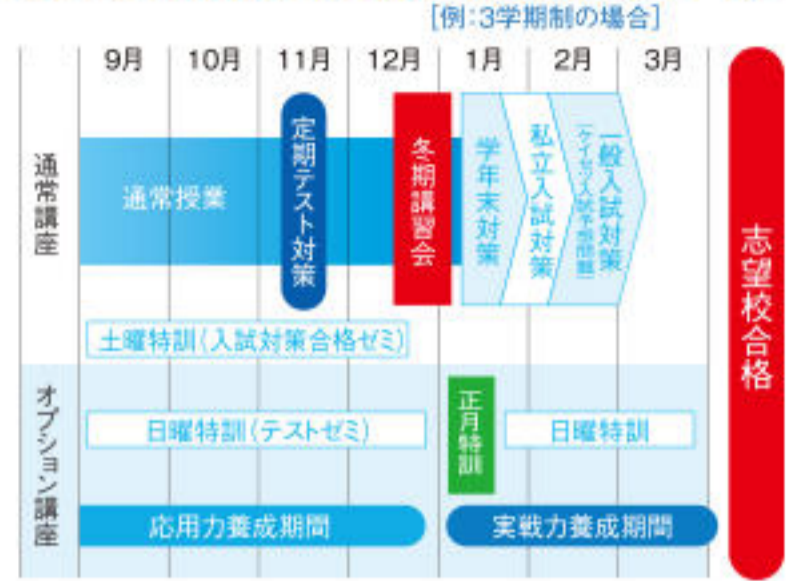 [例:3学期制の場合]
9月
10月
11月
12月
1月
2月
3月
通常講座
通常授業
定期テスト対策
冬期講習会
学年末対策
私立入試対策
一般入試対策
土曜特訓(入試対策合格ゼミ)
オプション講座
日曜特訓(テストゼミ)
正月特訓
日曜特訓
応用力養成期間
実戦力養成期間
志望校合格